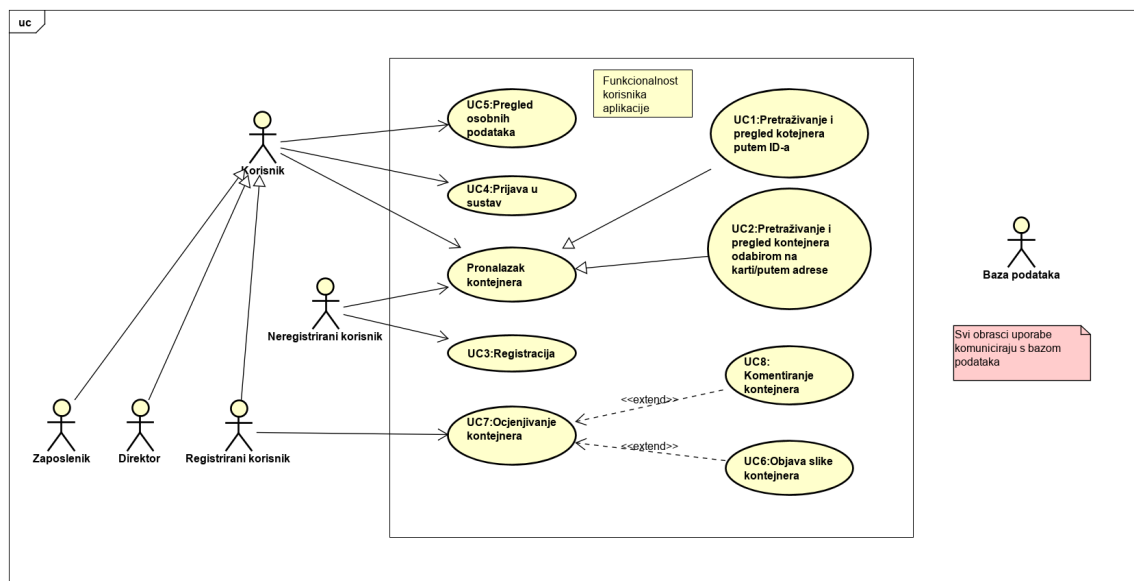 uc
Funkcionalnost
korisnika
aplikacije
UC5:Pregled
osobnih
podataka
UC1:Pretraživanje i
pregled kotejnera
putem ID-a
Korisnik
UC4:Prijava u
sustav
UC2:Pretraživanje i
pregled kontejnera
odabirom na
karti/putem adrese
Pronalazak
kontejnera
Baza podataka
Neregistrirani korisnik
UC3:Registracija
Svi obrasci uporabe
komuniciraju s bazom
podataka
UC8:
Komentiranje
kontejnera
<<extend>>
UC7:Ocjenjivanje
kontejnera
<<extend>>
Zaposlenik
Direktor
Registrirani korisnik
UC6:Objava slike
kontejnera